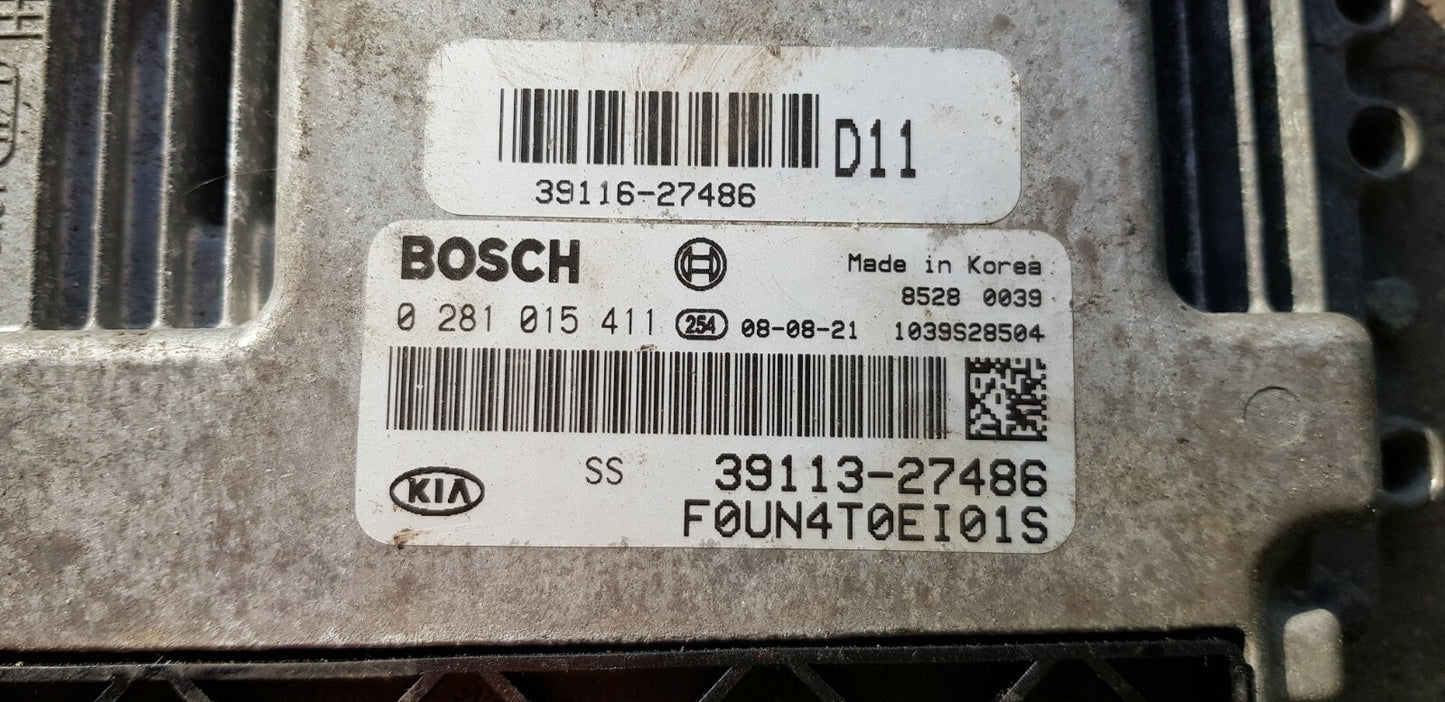 D11
39116-27486
BOSCH
Made in Korea
8528 0039
0 281 015 411 254 08-08-21 1039S28504
KIA SS 39113-27486
F0UN4T0EI01S